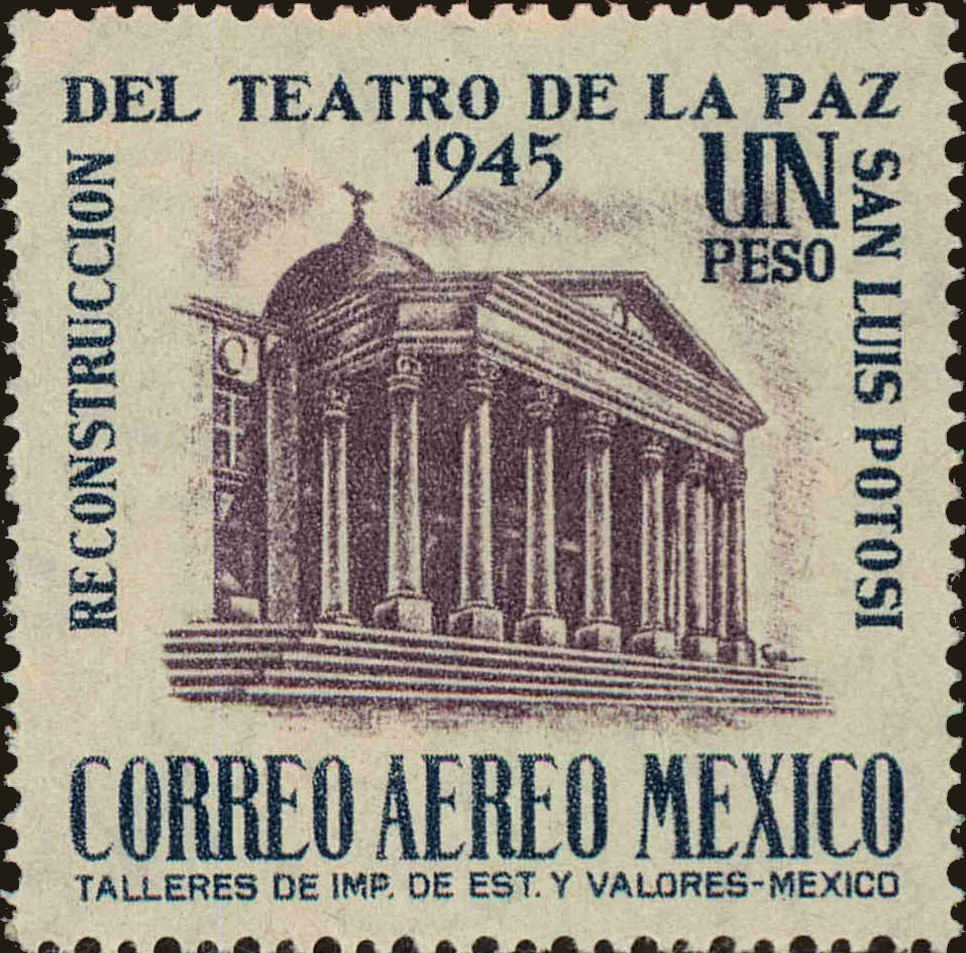 RECONSTRUCCION
DEL TEATRO DE LA PAZ
1945
SAN LUIS POTOSI
UN
PESO
CORREO AEREO MEXICO
TALLERES DE IMP. DE EST. Y VALORES-MEXICO